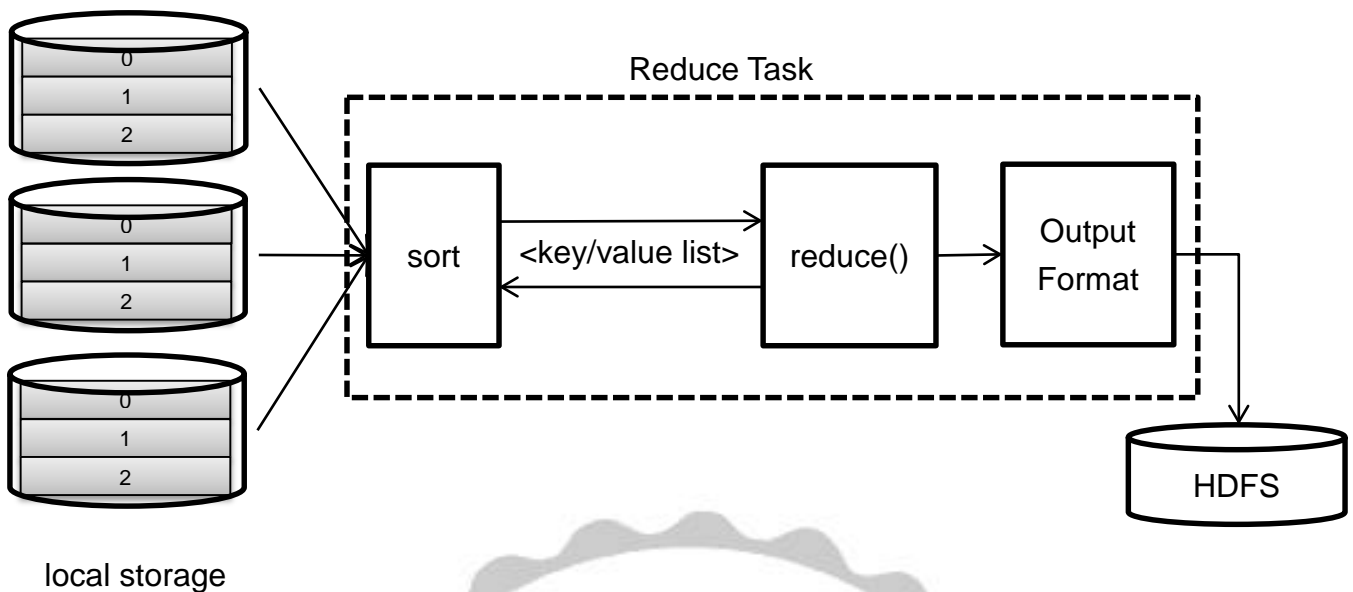 Reduce Task
0
1
2
0
1
2
0
1
2
local storage
sort
<key/value list>
reduce()
Output
Format
HDFS